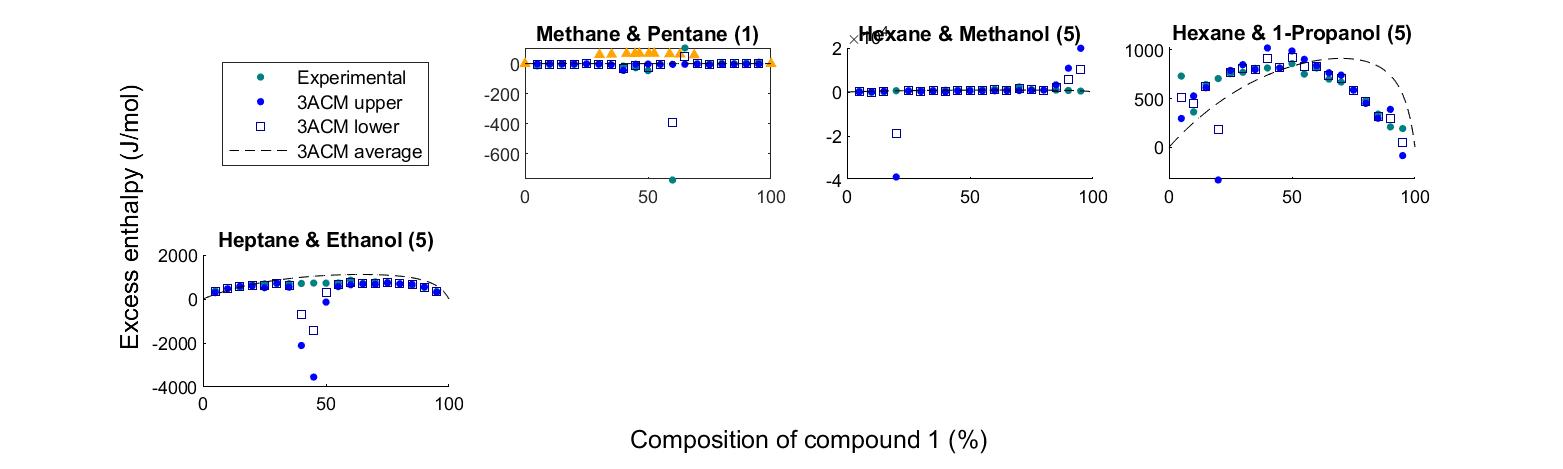 Methane & Pentane (1)
Hexane & Methanol (5)
Hexane & 1-Propanol (5)
Experimental
3ACM upper
3ACM lower
3ACM average
0
-200
-400
-600
0
50
100
2
0
-2
-4
0
50
100
1000
500
0
0
50
100
Excess enthalpy (J/mol)
Heptane & Ethanol (5)
2000
0
-2000
-4000
0
50
100
Composition of compound 1 (%)